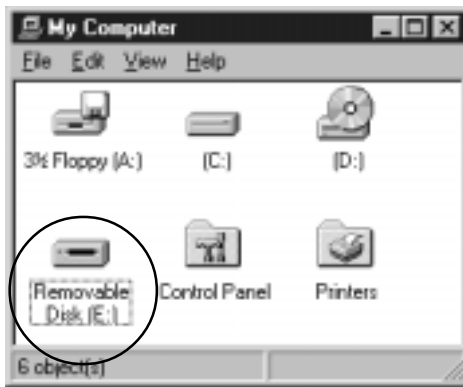 My Computer
File Edit View Help
3½ Floppy (A:) (C:) (D:)
Removable Control Panel Printers
Disk (E:)
6 object(s)